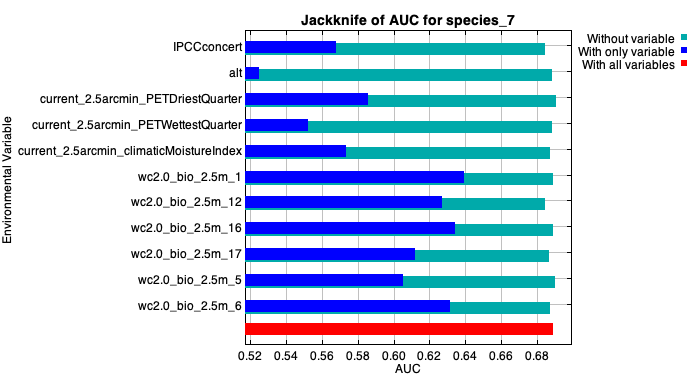 Jackknife of AUC for species_7
Without variable
With only variable
With all variables
Environmental Variable
IPCCconcert
alt
current_2.5arcmin_PETDriestQuarter
current_2.5arcmin_PETWettestQuarter
current_2.5arcmin_climaticMoistureIndex
wc2.0_bio_2.5m_1
wc2.0_bio_2.5m_12
wc2.0_bio_2.5m_16
wc2.0_bio_2.5m_17
wc2.0_bio_2.5m_5
wc2.0_bio_2.5m_6
0.52 0.54 0.56 0.58 0.60 0.62 0.64 0.66 0.68
AUC